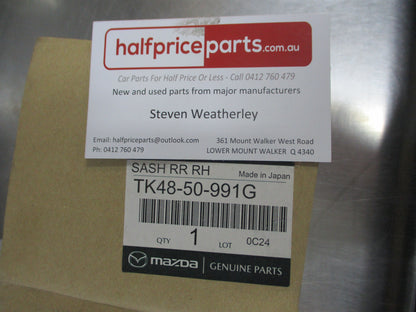 halfpriceparts.com.au
Car Parts For Half Price Or Less - Call 0412 760 479
New and used parts from major manufacturers
Steven Weatherley
Email: halfpriceparts@outlook.com
Ph: 0412 760 479
361 Mount Walker West Road
LOWER MOUNT WALKER Q 4340
SASH RR RH
Made in Japan
TK48-50-991G
QTY 1 LOT 0C24
mazda GENUINE PARTS